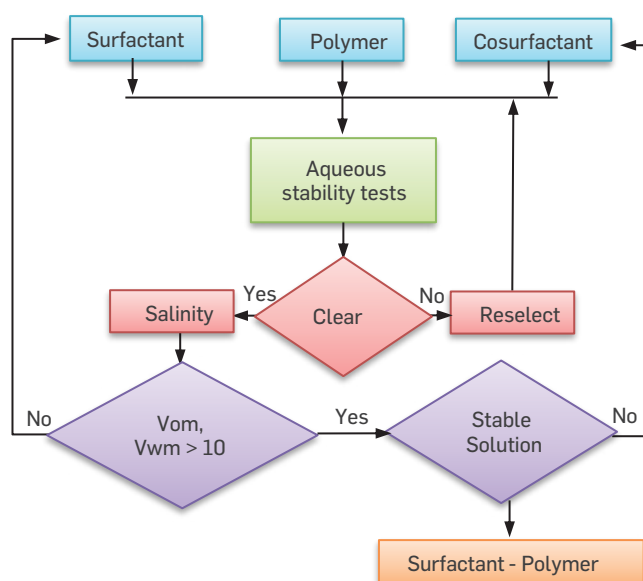 Surfactant
Polymer
Cosurfactant
Aqueous
stability tests
Yes
No
Salinity
Clear
Reselect
No
Vom,
Vwm > 10
Yes
Stable
Solution
No
Surfactant - Polymer